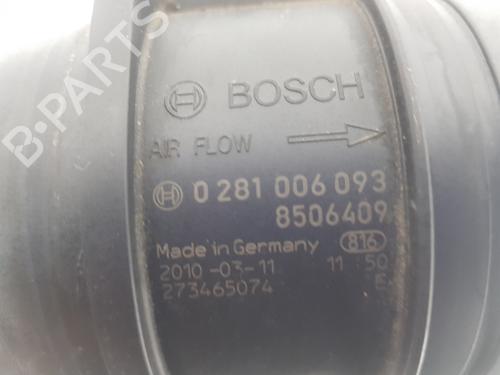 B-PARTS
BOSCH
AIR FLOW
0 281 006 093
8506409
Made in Germany 816
2010-03-11 11 50
273465074 E